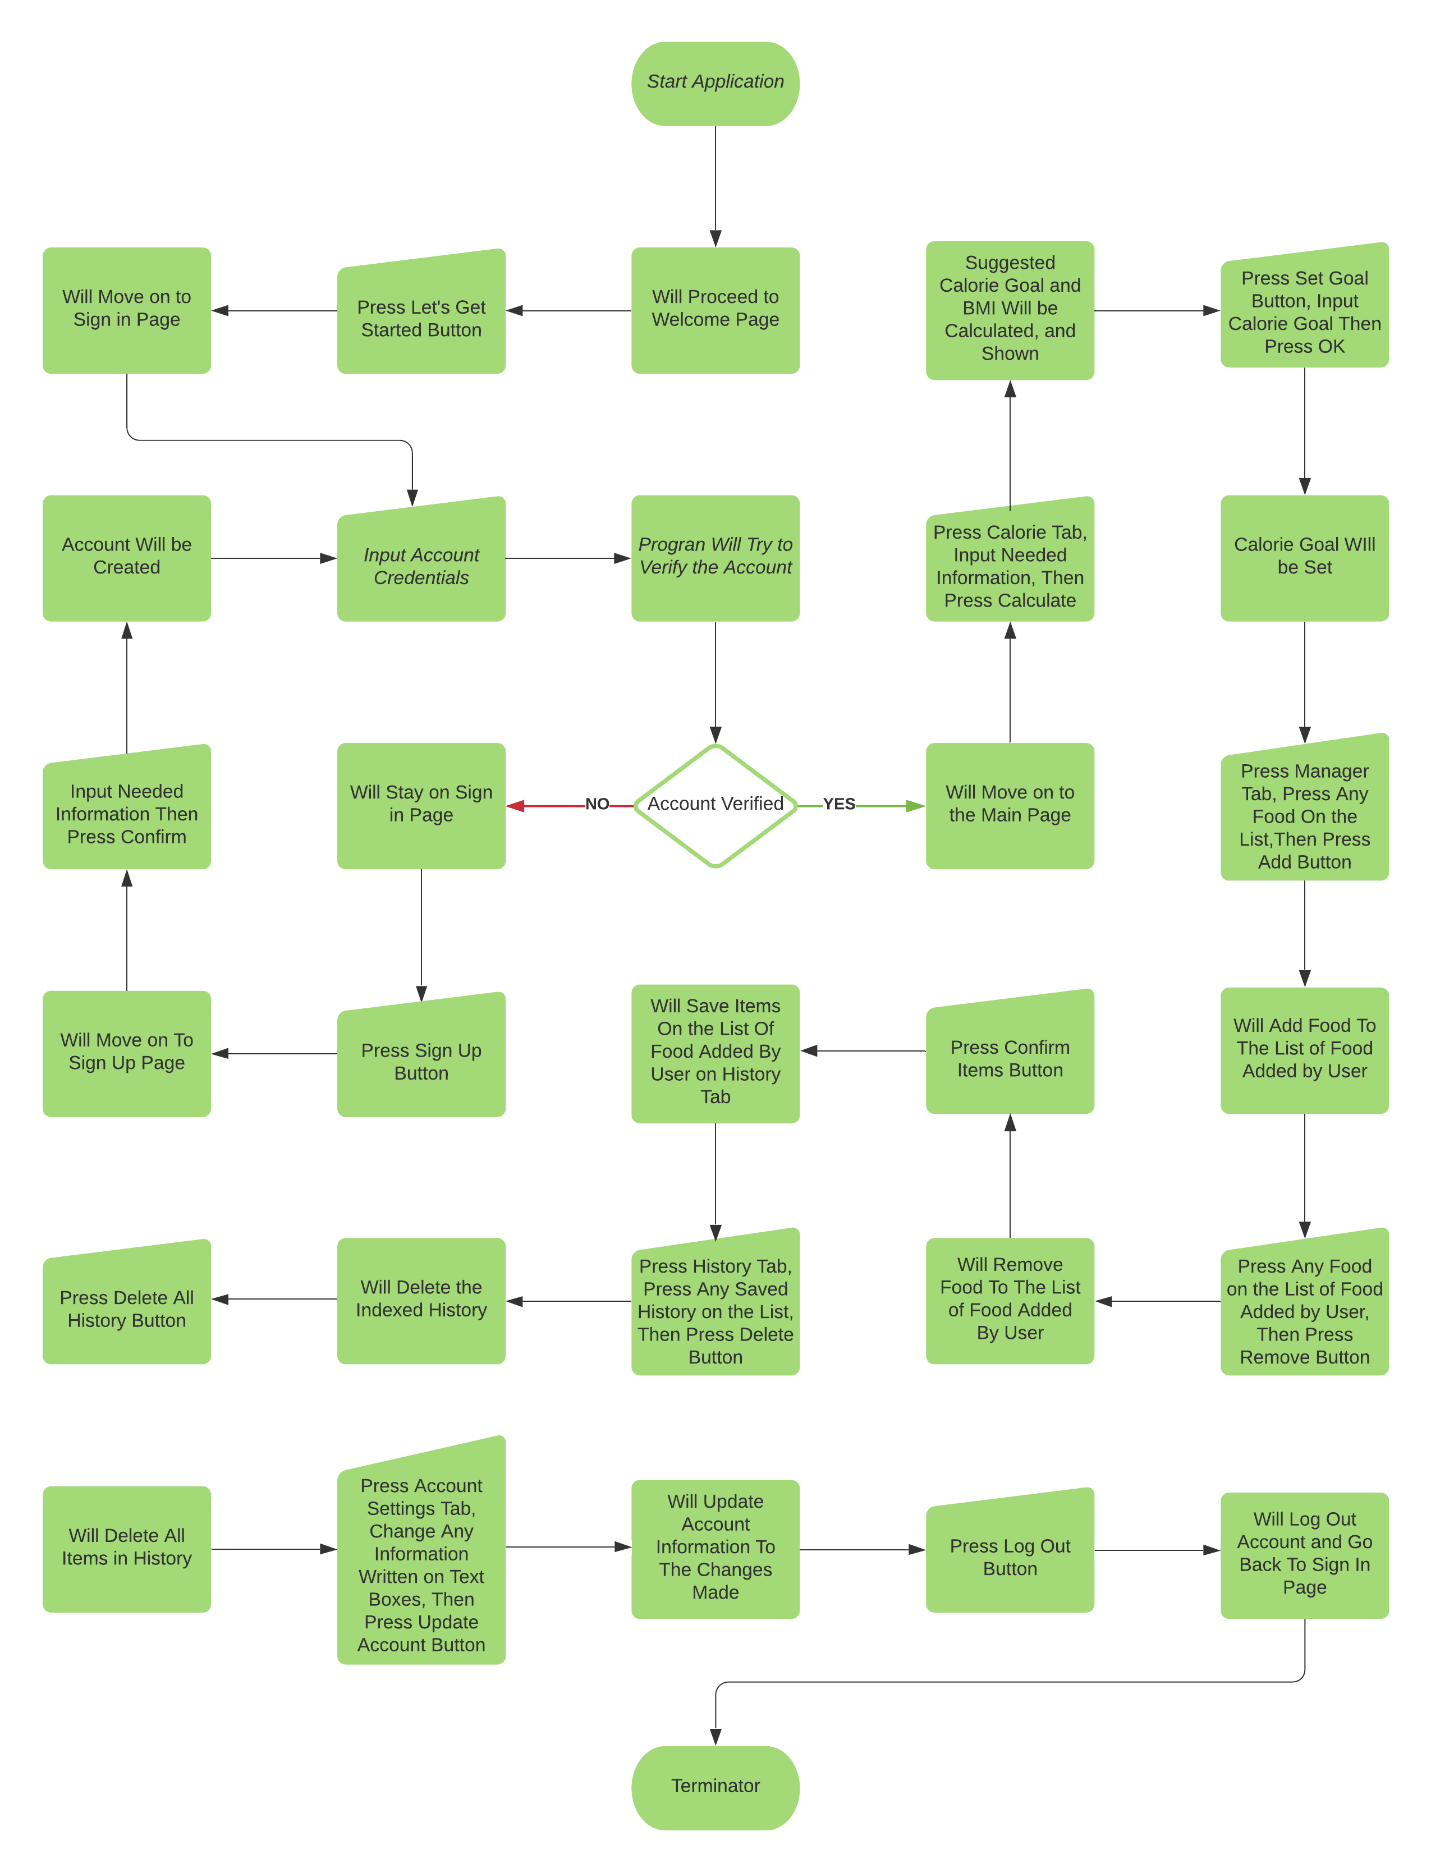 Start Application
Will Move on to
Sign in Page
Press Let's Get
Started Button
Will Proceed to
Welcome Page
Suggested
Calorie Goal and
BMI Will be
Calculated, and
Shown
Press Set Goal
Button, Input
Calorie Goal Then
Press OK
Account Will be
Created
Input Account
Credentials
Progran Will Try to
Verify the Account
Press Calorie Tab,
Input Needed
Information, Then
Press Calculate
Calorie Goal WIll
be Set
Input Needed
Information Then
Press Confirm
Will Stay on Sign
in Page
NO
Account Verified
YES
Will Move on to
the Main Page
Press Manager
Tab, Press Any
Food On the
List,Then Press
Add Button
Will Move on To
Sign Up Page
Press Sign Up
Button
Will Save Items
On the List Of
Food Added By
User on History
Tab
Press Confirm
Items Button
Will Add Food To
The List of Food
Added by User
Press Delete All
History Button
Will Delete the
Indexed History
Press History Tab,
Press Any Saved
History on the List,
Then Press Delete
Button
Will Remove
Food To The List
of Food Added
By User
Press Any Food
on the List of Food
Added by User,
Then Press
Remove Button
Will Delete All
Items in History
Press Account
Settings Tab,
Change Any
Information
Written on Text
Boxes, Then
Press Update
Account Button
Will Update
Account
Information To
The Changes
Made
Press Log Out
Button
Will Log Out
Account and Go
Back To Sign In
Page
Terminator